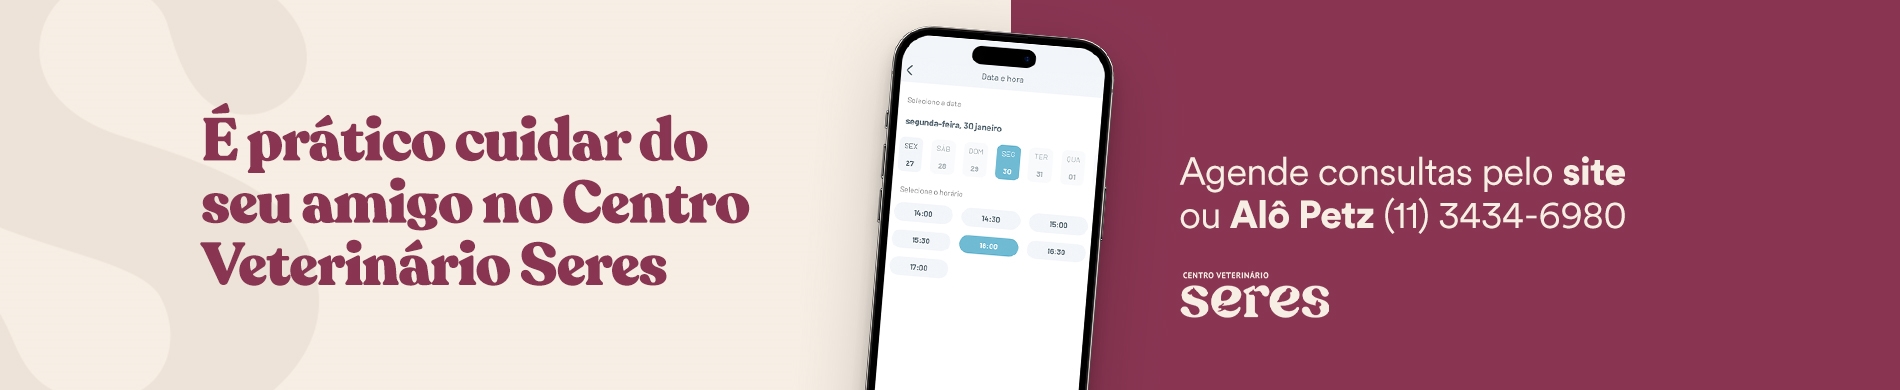 É prático cuidar do
seu amigo no Centro
Veterinário Seres
Data e hora
Selecione a data
segunda-feira, 30 janeiro
SEX SÁB DOM SEG TER QUA
27 28 29 30 31 01
Selecione o horário
14:00 14:30 15:00
15:30 16:00 16:30
17:00
Agende consultas pelo site
ou Alô Petz (11) 3434-6980
CENTRO VETERINÁRIO
seres